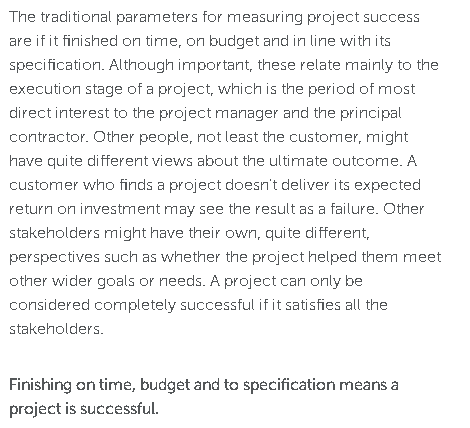 The traditional parameters for measuring project success
are if it finished on time, on budget and in line with its
specification. Although important, these relate mainly to the
execution stage of a project, which is the period of most
direct interest to the project manager and the principal
contractor. Other people, not least the customer, might
have quite different views about the ultimate outcome. A
customer who finds a project doesn't deliver its expected
return on investment may see the result as a failure. Other
stakeholders might have their own, quite different,
perspectives such as whether the project helped them meet
other wider goals or needs. A project can only be
considered completely successful if it satisfies all the
stakeholders.
Finishing on time, budget and to specification means a
project is successful.